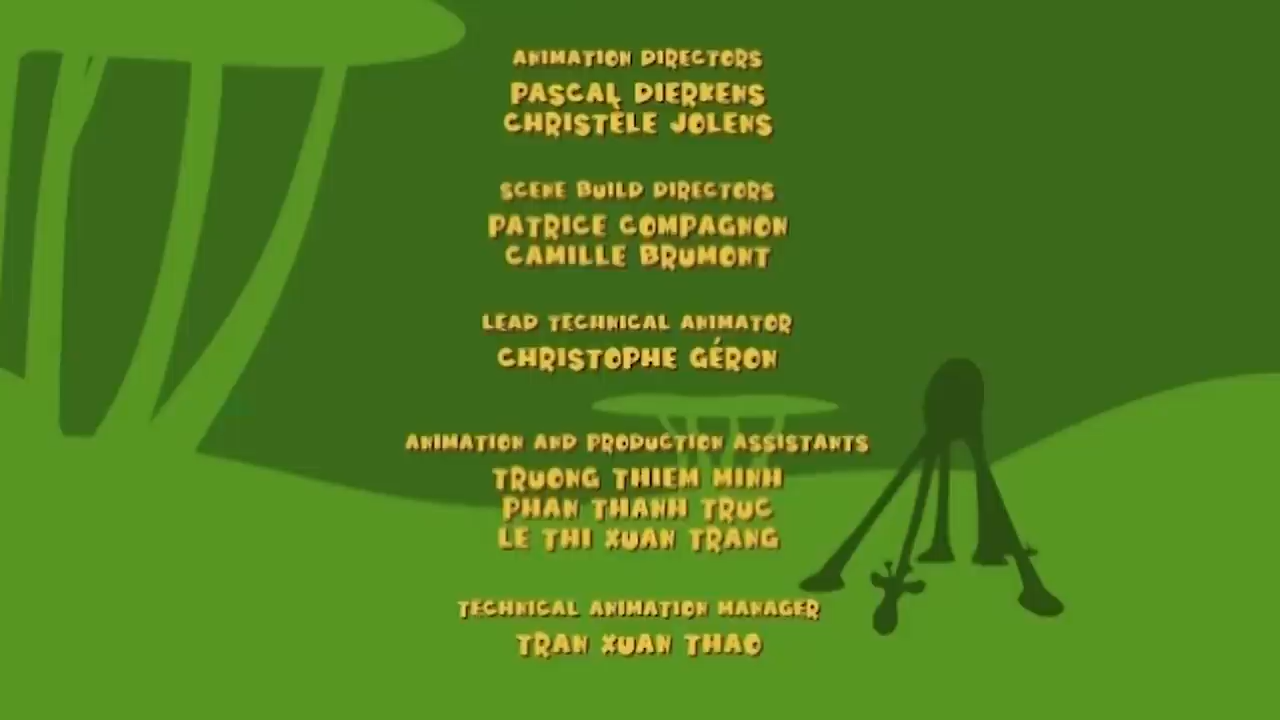 ANIMATION DIRECTORS
PASCAL DIERKENS
CHRISTÈLE JOLENS
SCENE BUILD DIRECTORS
PATRICE COMPAGNON
CAMILLE BRUMONT
LEAD TECHNICAL ANIMATOR
CHRISTOPHE GÉRON
ANIMATION AND PRODUCTION ASSISTANTS
TRUONG THIEM MINH
PHAN THANH TRUC
LE THI XUAN TRANG
TECHNICAL ANIMATION MANAGER
TRAN XUAN THAO